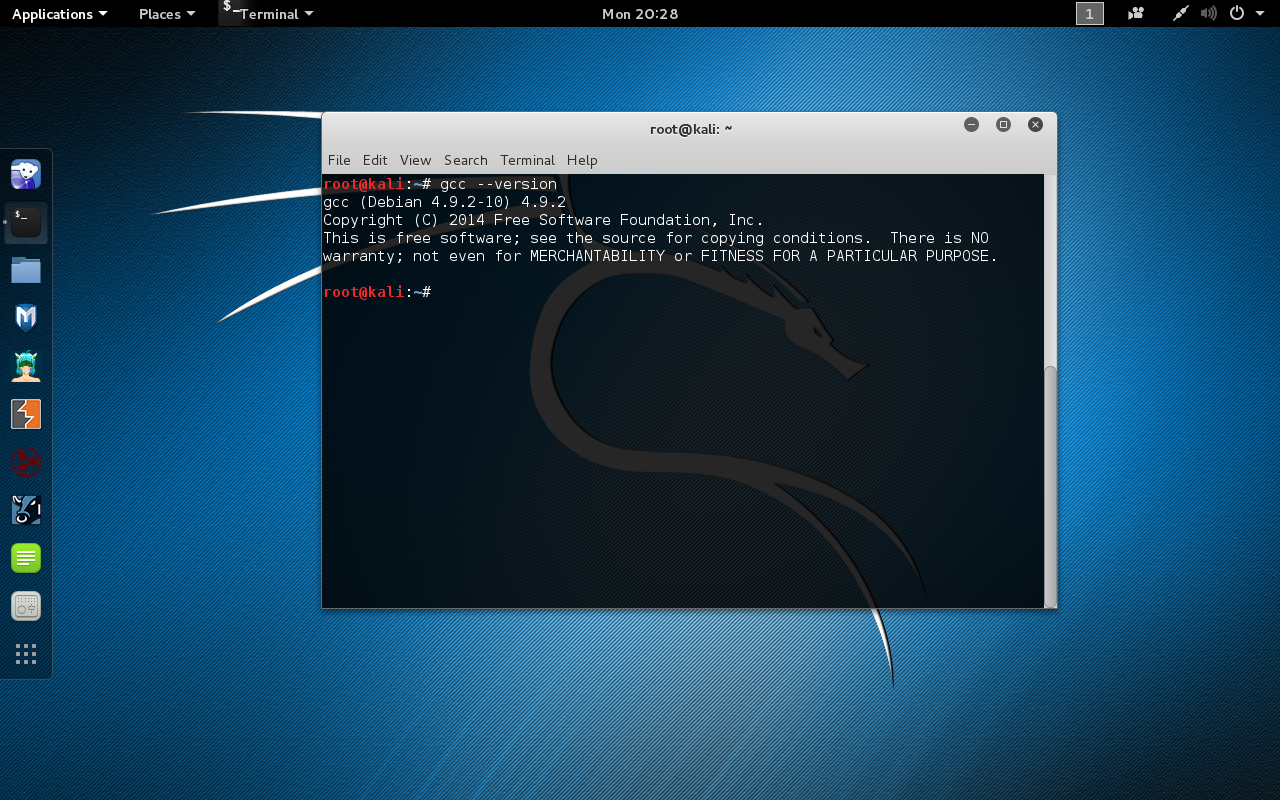 Applications Places $_Terminal Mon 20:28 1
root@kali: ~
File Edit View Search Terminal Help
root@kali:~# gcc --version
gcc (Debian 4.9.2-10) 4.9.2
Copyright (C) 2014 Free Software Foundation, Inc.
This is free software; see the source for copying conditions.  There is NO
warranty; not even for MERCHANTABILITY or FITNESS FOR A PARTICULAR PURPOSE.
root@kali:~#
$_